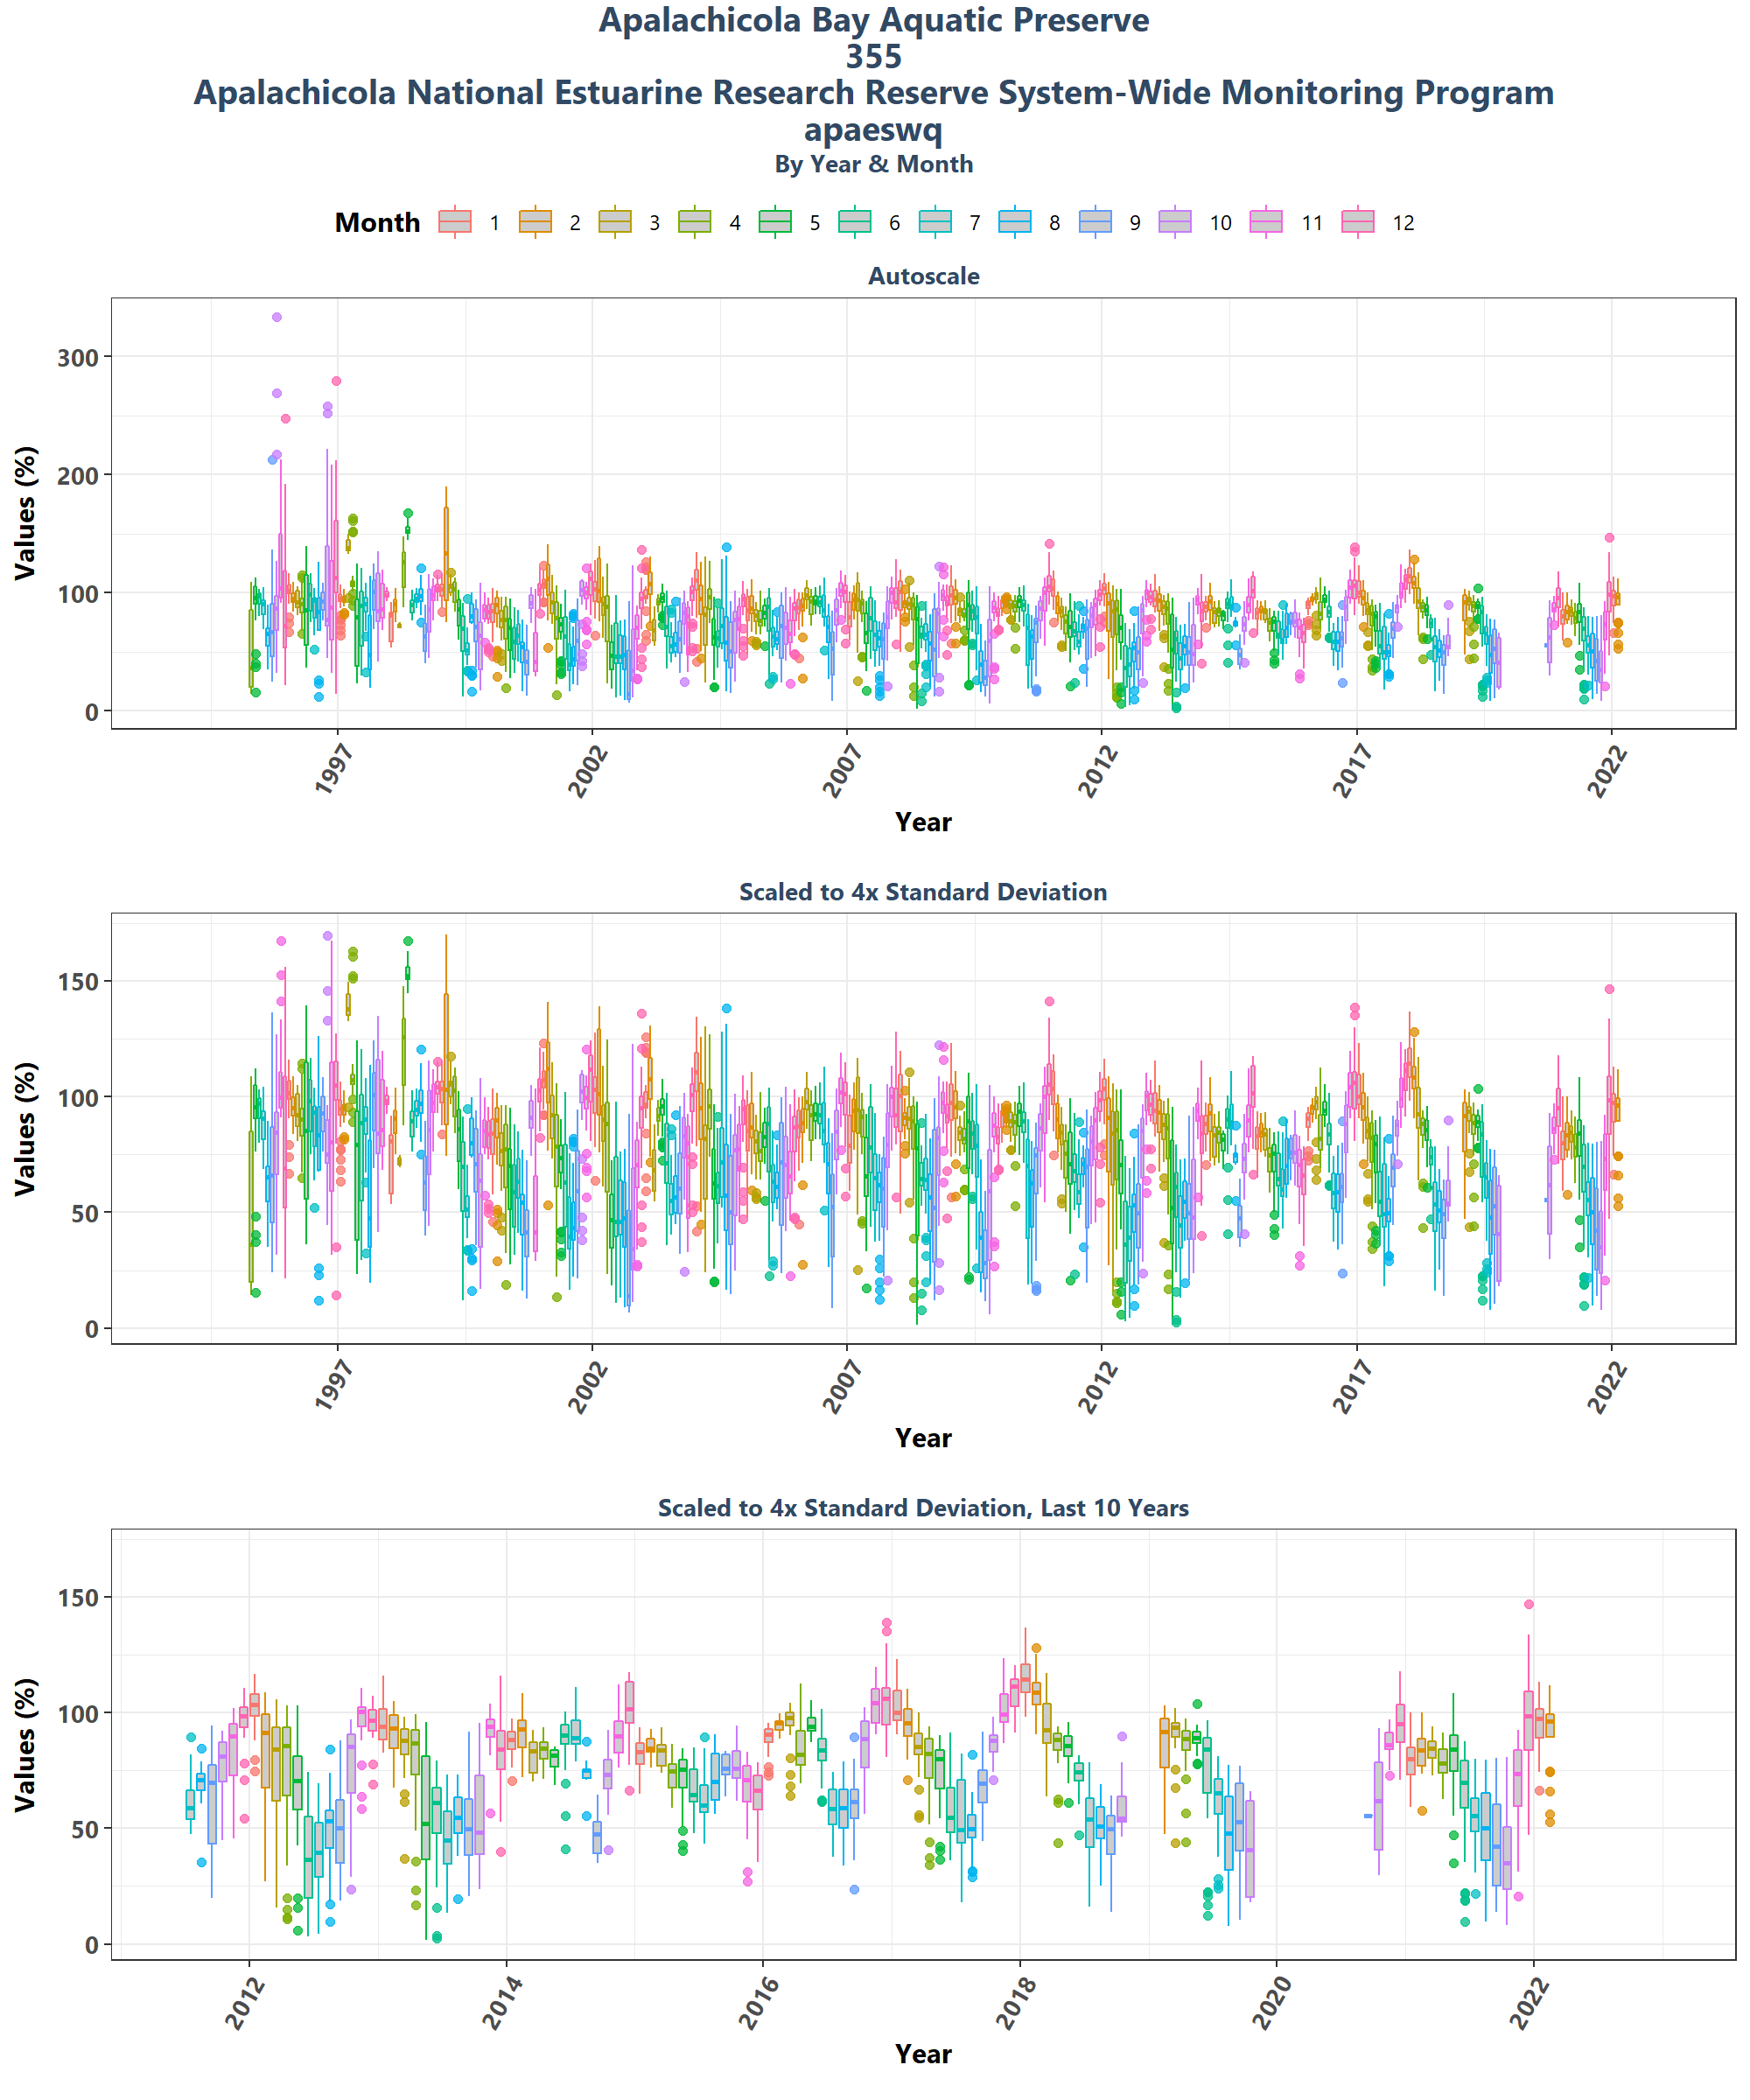 Apalachicola Bay Aquatic Preserve
355
Apalachicola National Estuarine Research Reserve System-Wide Monitoring Program
apaeswq
By Year & Month
Month 1 2 3 4 5 6 7 8 9 10 11 12
Autoscale
Values (%)
300
200
100
0
1997 2002 2007 2012 2017 2022
Year
Scaled to 4x Standard Deviation
Values (%)
150
100
50
0
1997 2002 2007 2012 2017 2022
Year
Scaled to 4x Standard Deviation, Last 10 Years
Values (%)
150
100
50
0
2012 2014 2016 2018 2020 2022
Year